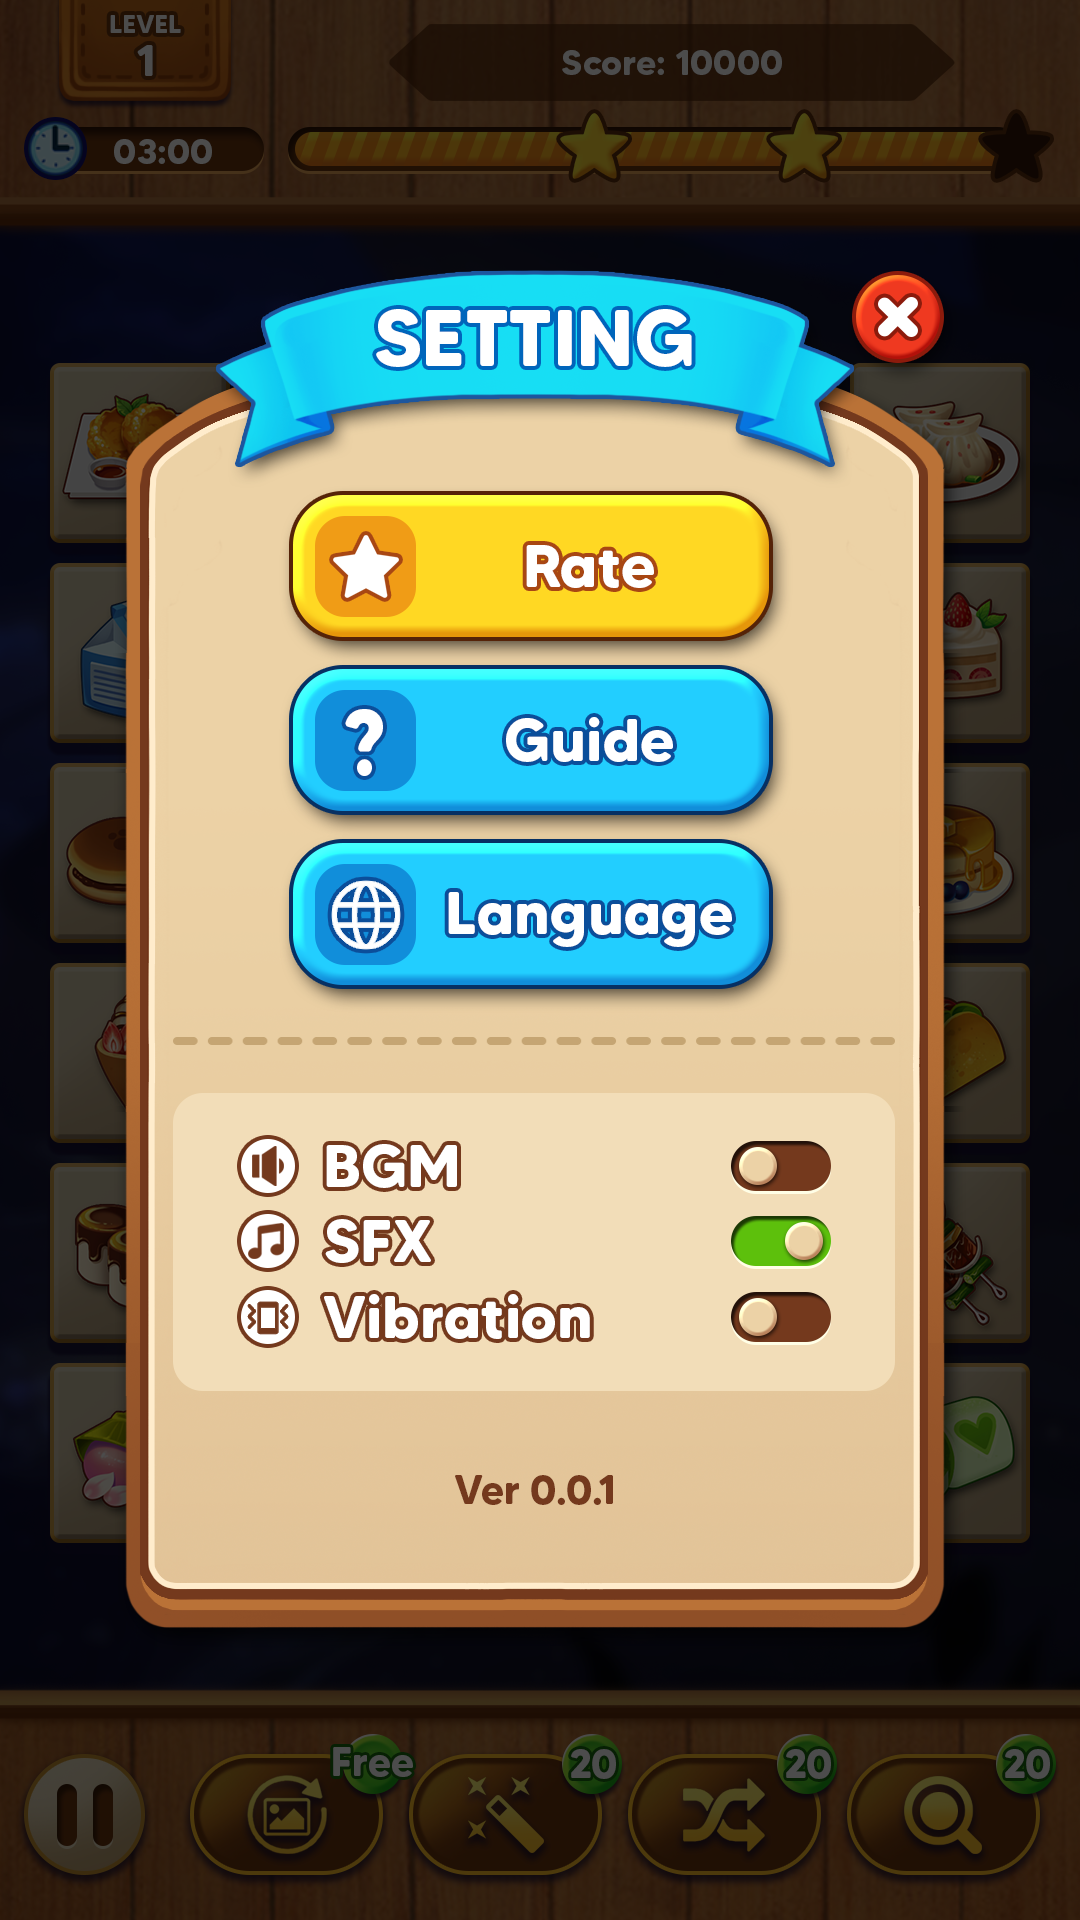 LEVEL
1
Score: 10000
03:00
SETTING
Rate
Guide
Language
BGM
SFX
Vibration
Ver 0.0.1
Free
20
20
20